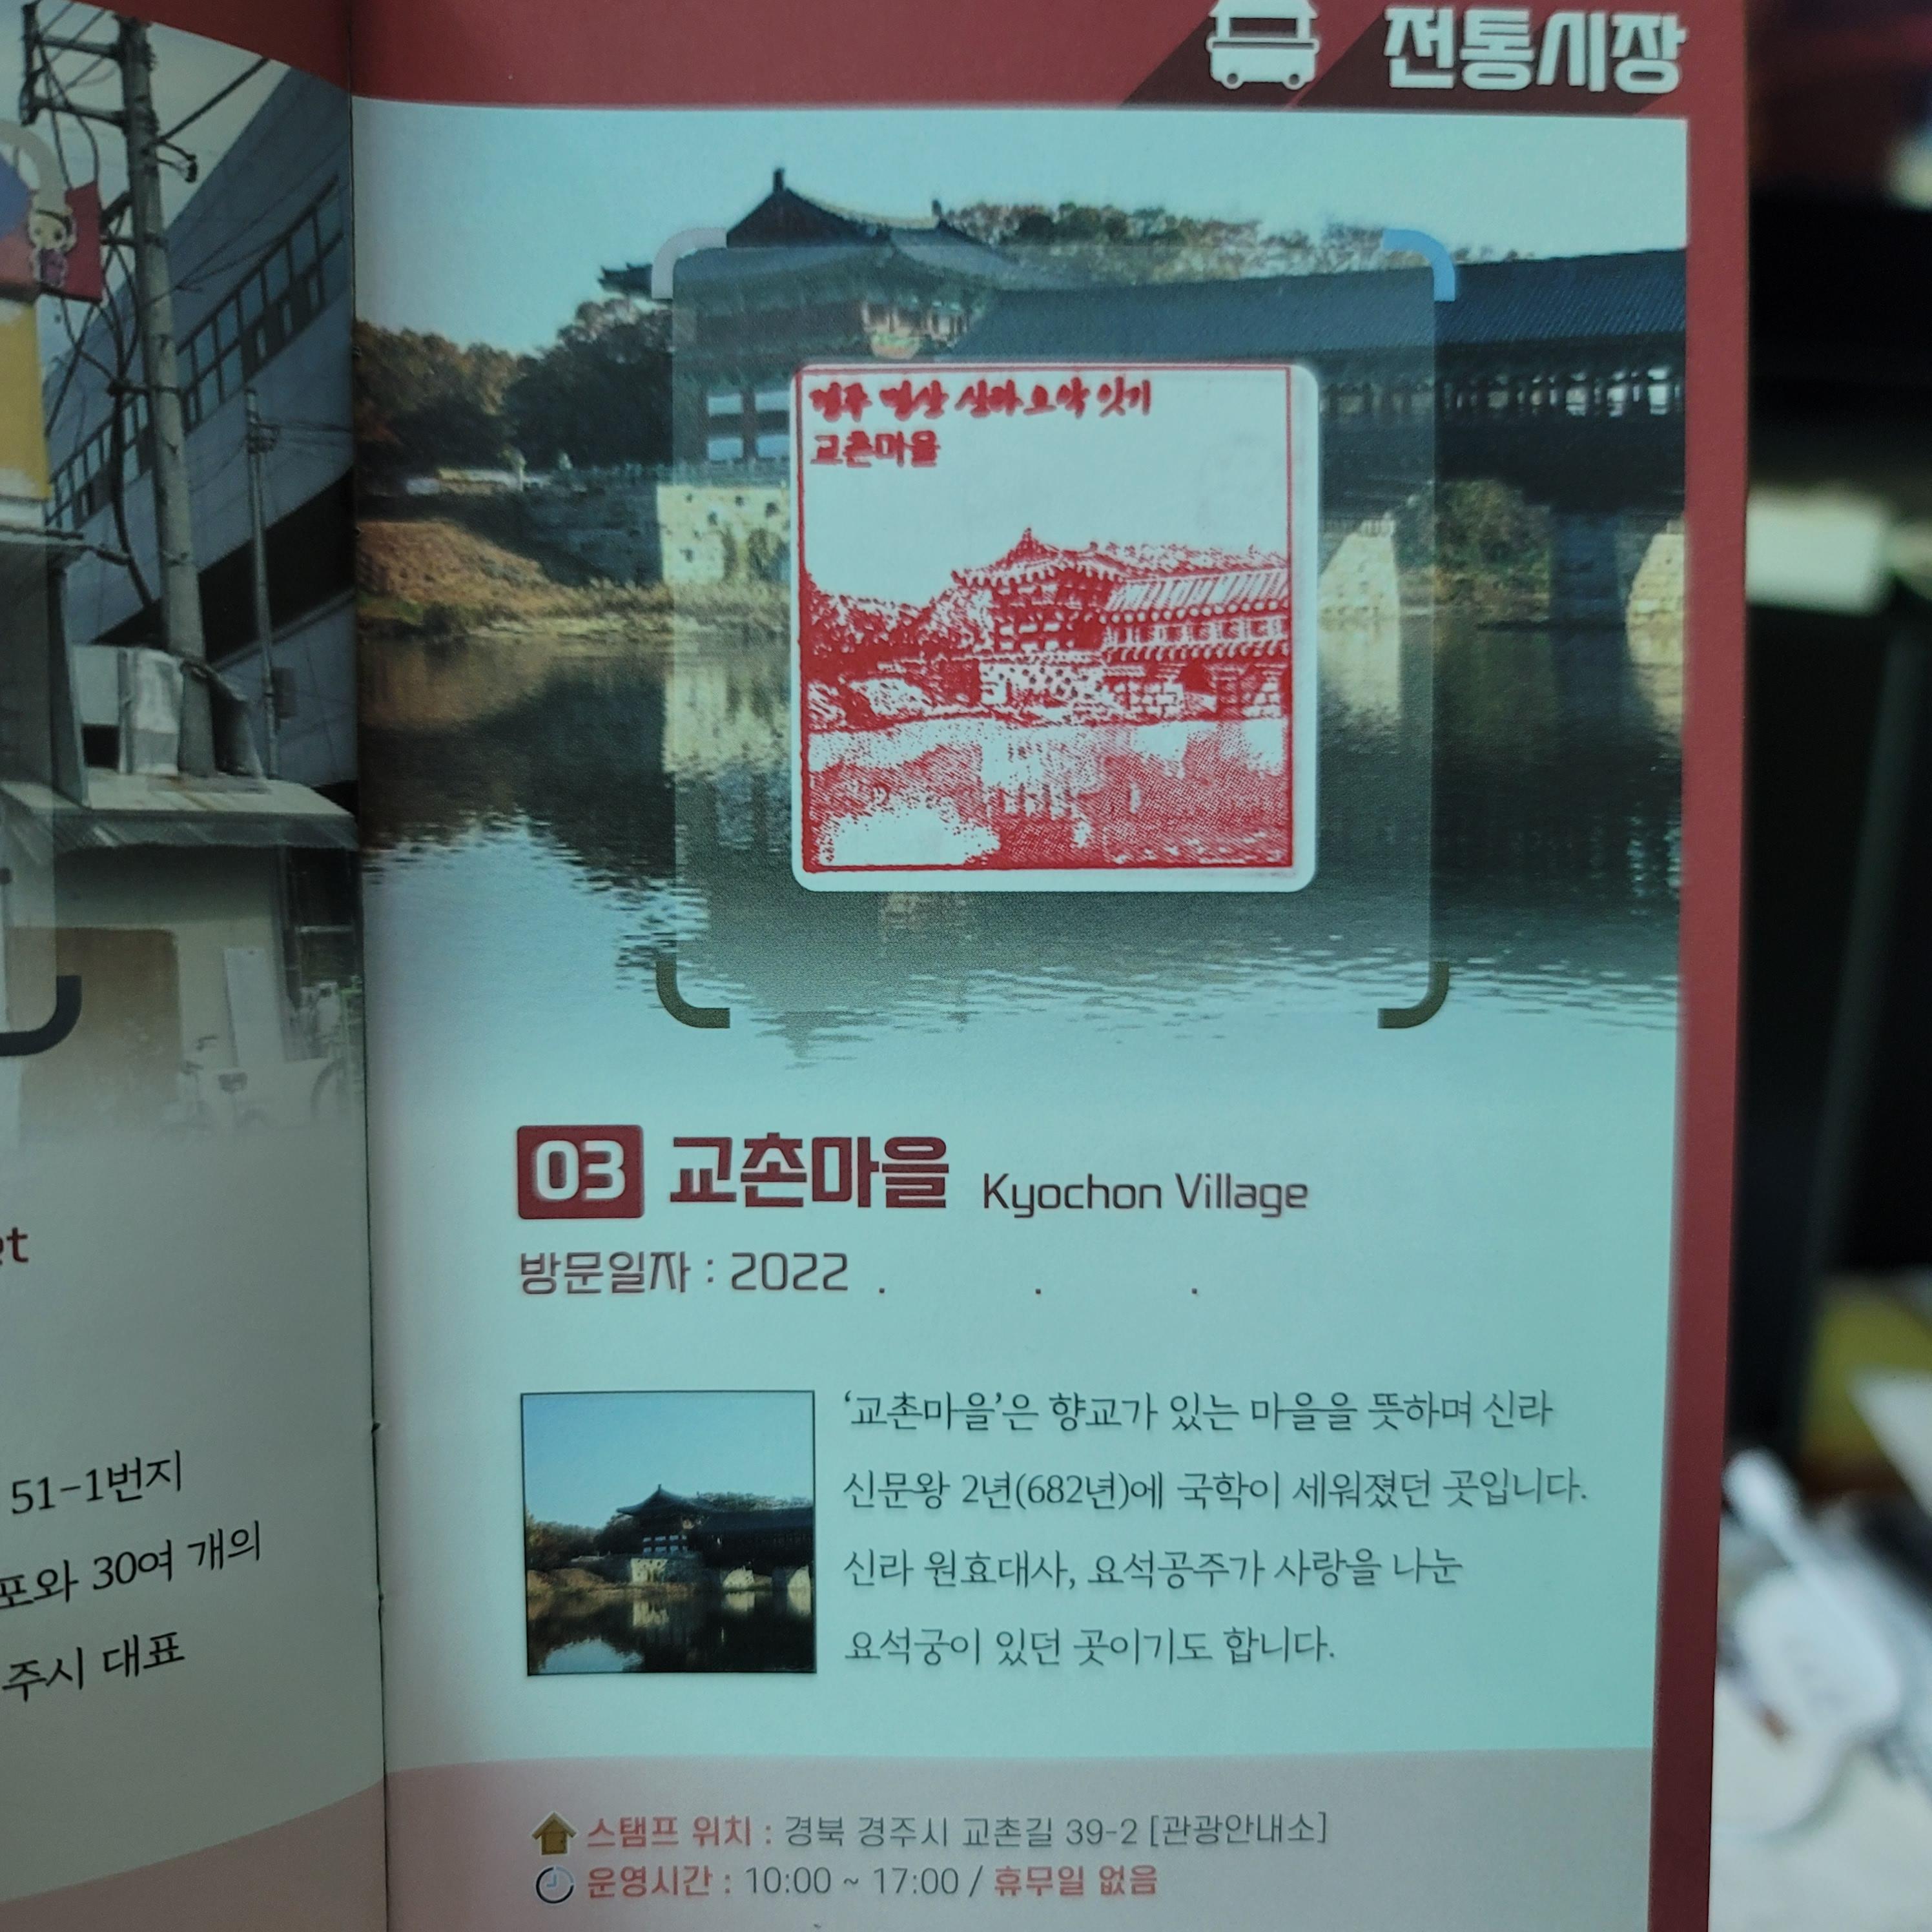 전통시장
경주 명상 신라오악 잇기
교촌마을
03 교촌마을 Kyochon Village
방문일자 : 2022 . . .
'교촌마을'은 향교가 있는 마을을 뜻하며 신라
신문왕 2년(682년)에 국학이 세워졌던 곳입니다.
신라 원효대사, 요석공주가 사랑을 나눈
요석궁이 있던 곳이기도 합니다.
스탬프 위치 : 경북 경주시 교촌길 39-2 [관광안내소]
운영시간 : 10:00 ~ 17:00 / 휴무일 없음
51-1번지
30여 개의
주시 대표